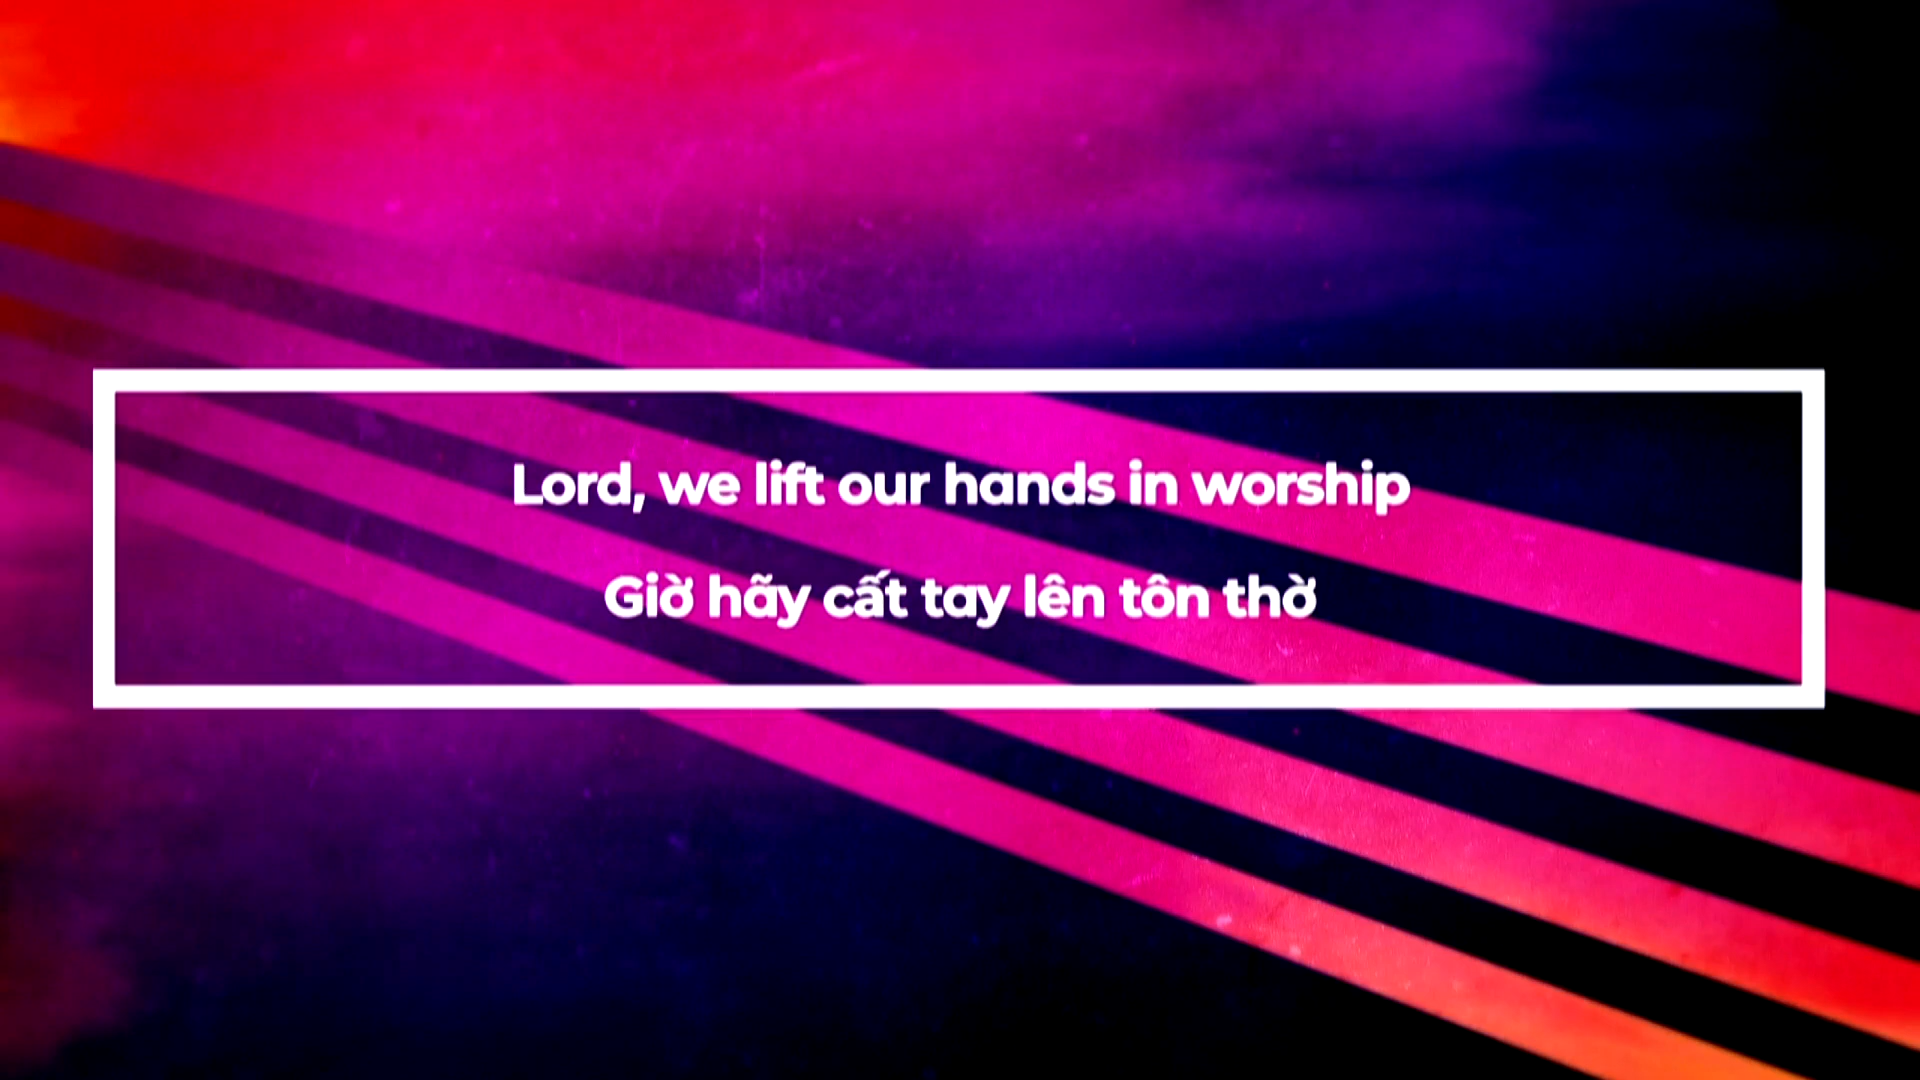 Lord, we lift our hands in worship
Giờ hãy cất tay lên tôn thờ